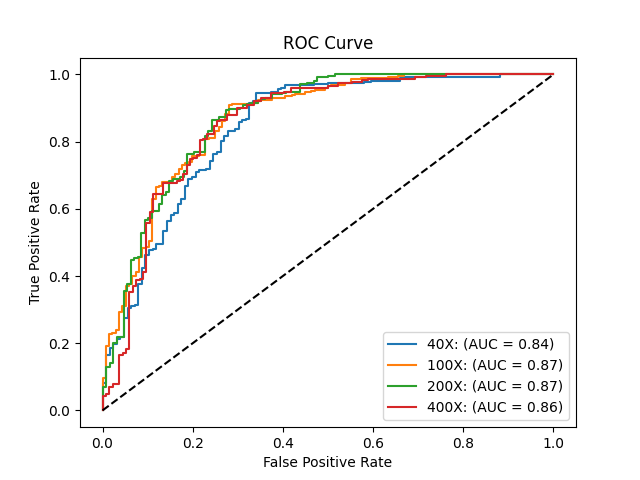 ROC Curve
True Positive Rate
1.0
0.8
0.6
0.4
0.2
0.0
40X: (AUC = 0.84)
100X: (AUC = 0.87)
200X: (AUC = 0.87)
400X: (AUC = 0.86)
0.0 0.2 0.4 0.6 0.8 1.0
False Positive Rate